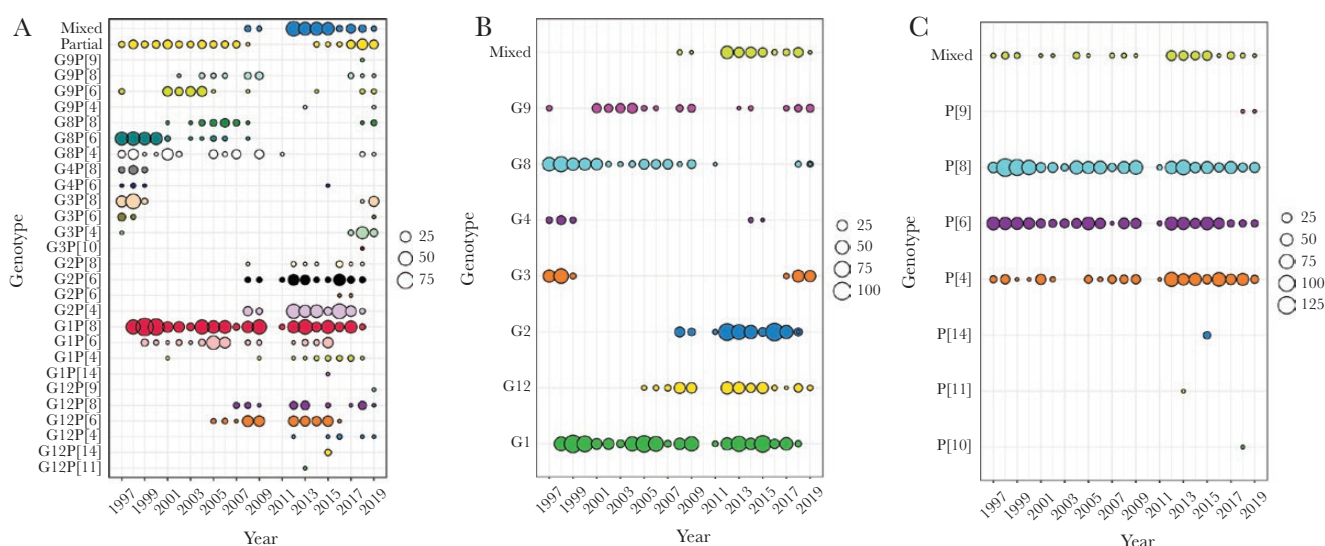 A
Genotype
Mixed
Partial
G9P[9]
G9P[8]
G9P[6]
G9P[4]
G8P[8]
G8P[6]
G8P[4]
G4P[8]
G4P[6]
G3P[8]
G3P[6]
G3P[4]
G3P[10]
G2P[8]
G2P[6]
G2P[6]
G2P[4]
G1P[8]
G1P[6]
G1P[4]
G1P[14]
G12P[9]
G12P[8]
G12P[6]
G12P[4]
G12P[14]
G12P[11]
1997 1999 2001 2003 2005 2007 2009 2011 2013 2015 2017 2019
Year
25
50
75
B
Genotype
Mixed
G9
G8
G4
G3
G2
G12
G1
1997 1999 2001 2003 2005 2007 2009 2011 2013 2015 2017 2019
Year
25
50
75
100
C
Genotype
Mixed
P[9]
P[8]
P[6]
P[4]
P[14]
P[11]
P[10]
1997 1999 2001 2003 2005 2007 2009 2011 2013 2015 2017 2019
Year
25
50
75
100
125